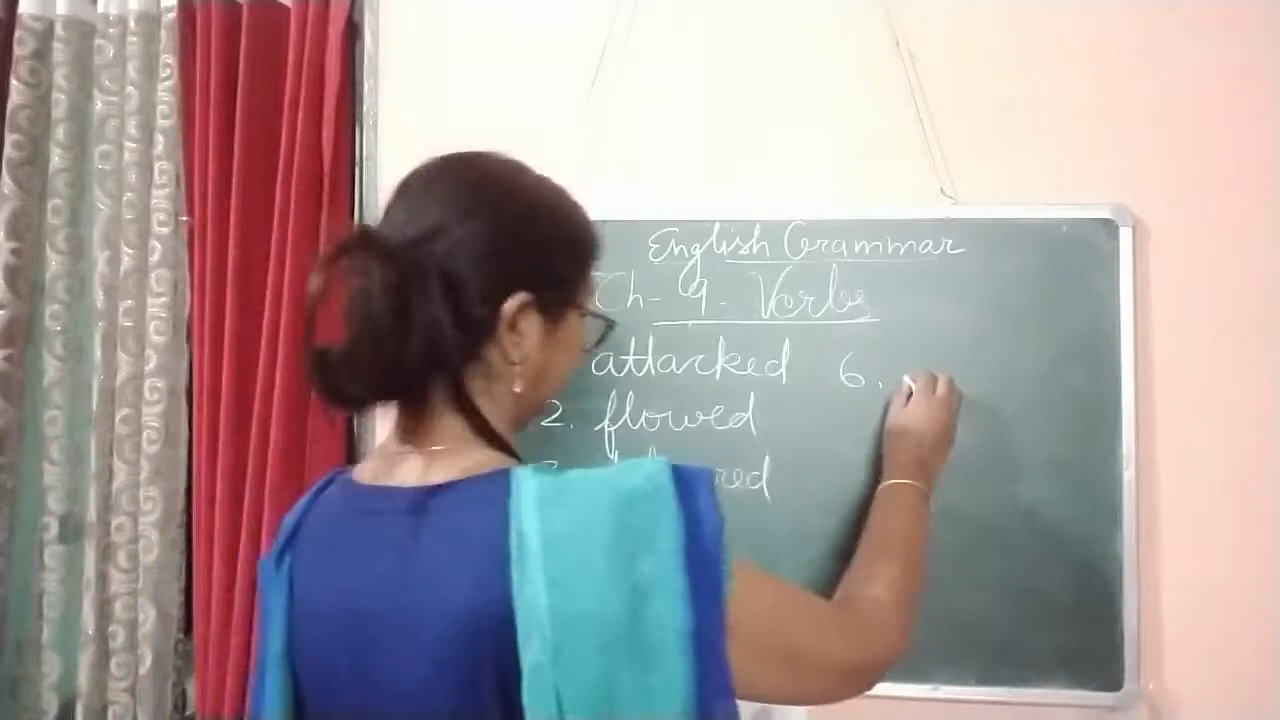 English Grammar
Ch- 9 - Verbs
attacked 6.
2. flowed